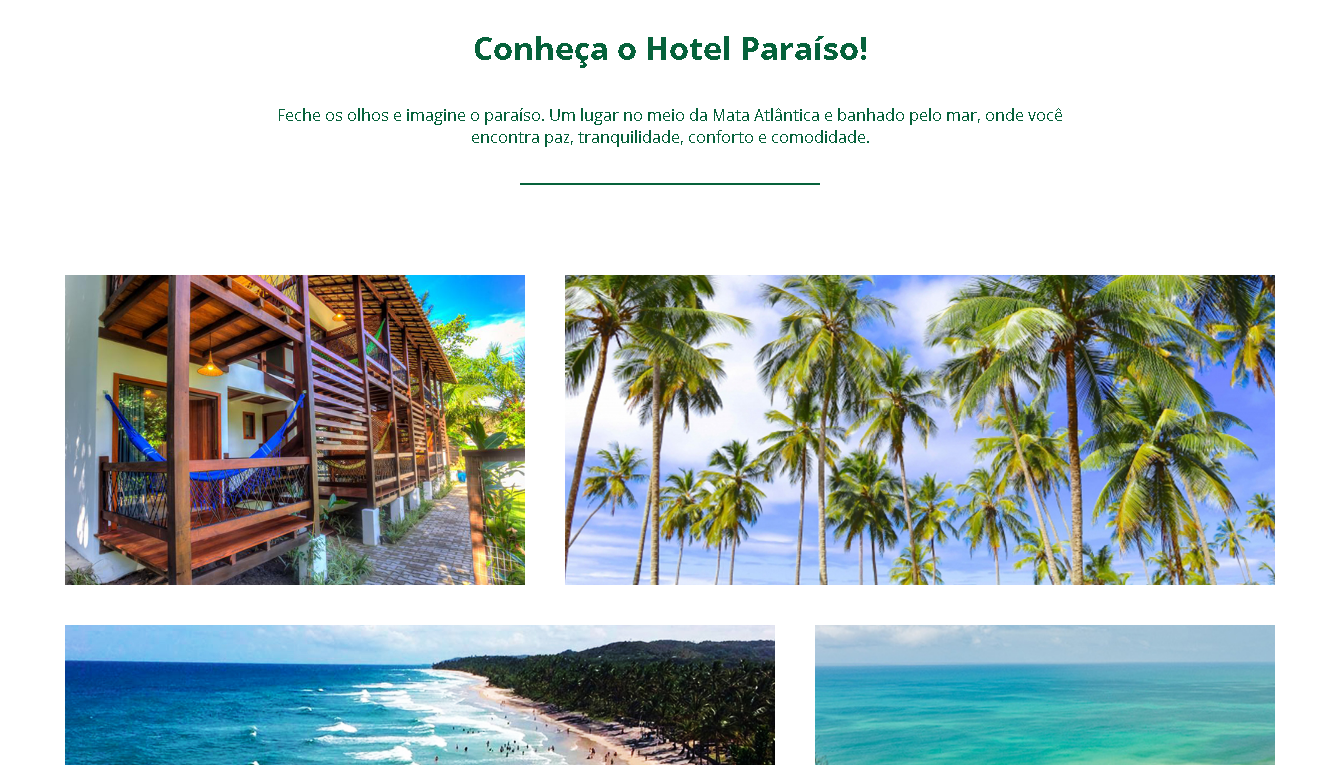 Conheça o Hotel Paraíso!
Feche os olhos e imagine o paraíso. Um lugar no meio da Mata Atlântica e banhado pelo mar, onde você
encontra paz, tranquilidade, conforto e comodidade.